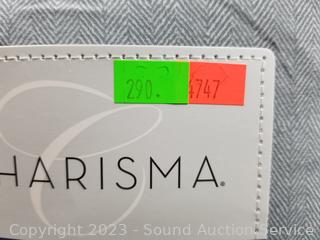 290. 4747
HARISMA®
Copyright 2023 - Sound Auction Service